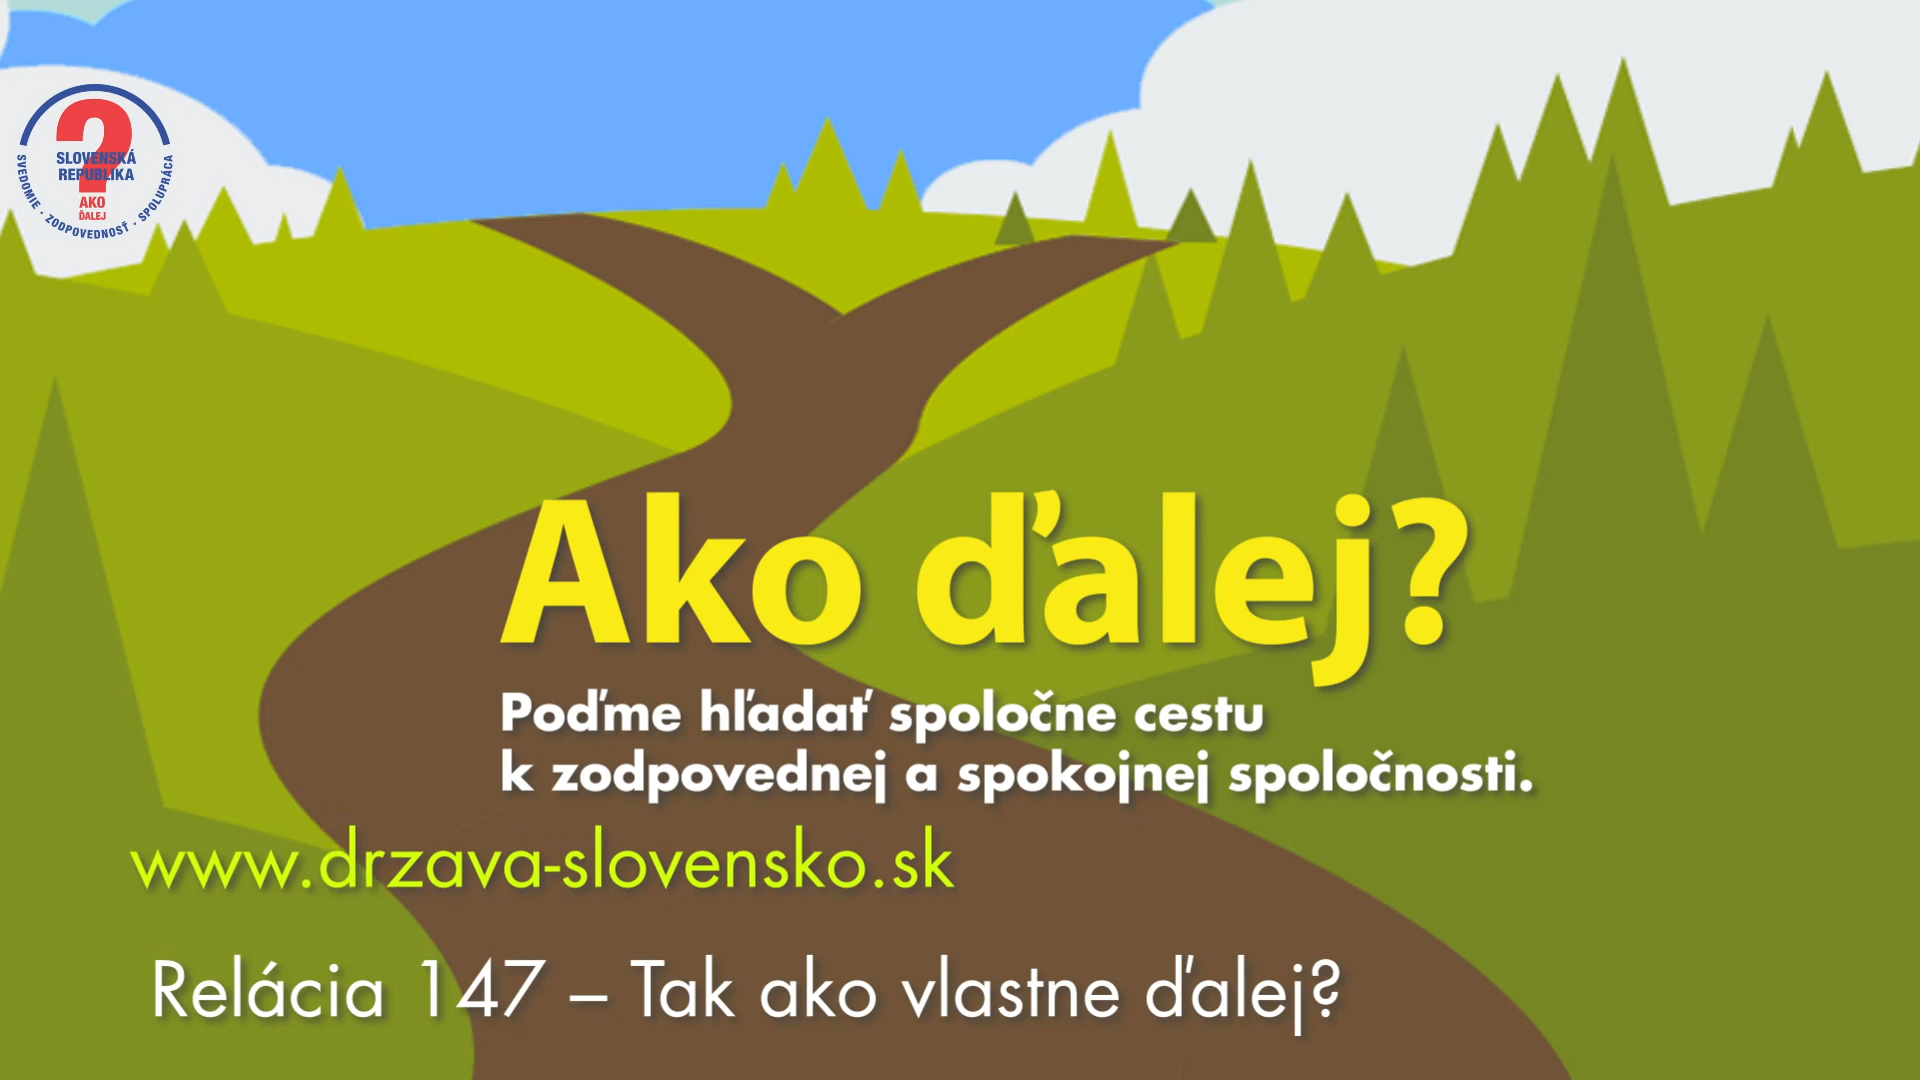 SLOVENSKÁ
REPUBLIKA
AKO
ĎALEJ
SVEDOMIE · ZODPOVEDNOSŤ · SPOLUPRÁCA
Ako ďalej?
Poďme hľadať spoločne cestu
k zodpovednej a spokojnej spoločnosti.
www.drzava-slovensko.sk
Relácia 147 – Tak ako vlastne ďalej?